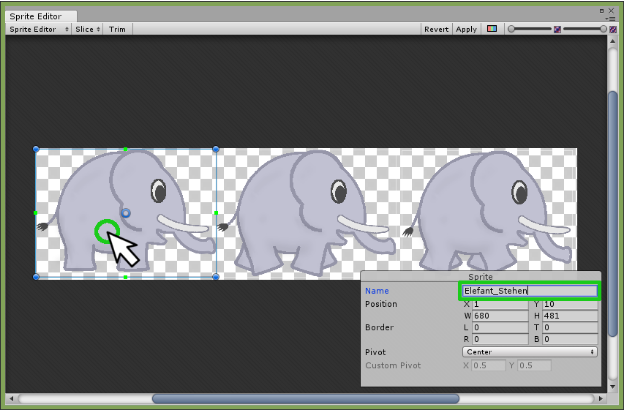 Sprite Editor
Sprite Editor Slice Trim Revert Apply
Sprite
Name Elefant_Stehen
Position X 1 Y 10
W 680 H 481
Border L 0 T 0
R 0 B 0
Pivot Center
Custom Pivot X 0.5 Y 0.5